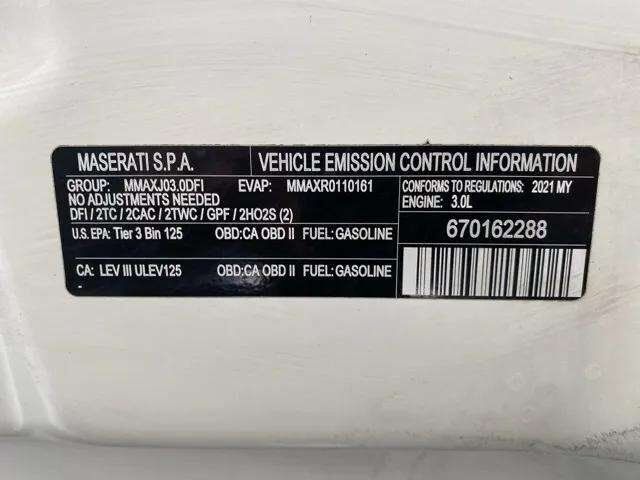 MASERATI S.P.A. VEHICLE EMISSION CONTROL INFORMATION
GROUP: MMAXJ03.0DFI EVAP: MMAXR0110161
NO ADJUSTMENTS NEEDED
DFI / 2TC / 2CAC / 2TWC / GPF / 2HO2S (2)
CONFORMS TO REGULATIONS: 2021 MY
ENGINE: 3.0L
U.S. EPA: Tier 3 Bin 125 OBD:CA OBD II FUEL:GASOLINE
CA: LEV III ULEV125 OBD:CA OBD II FUEL:GASOLINE
-
670162288